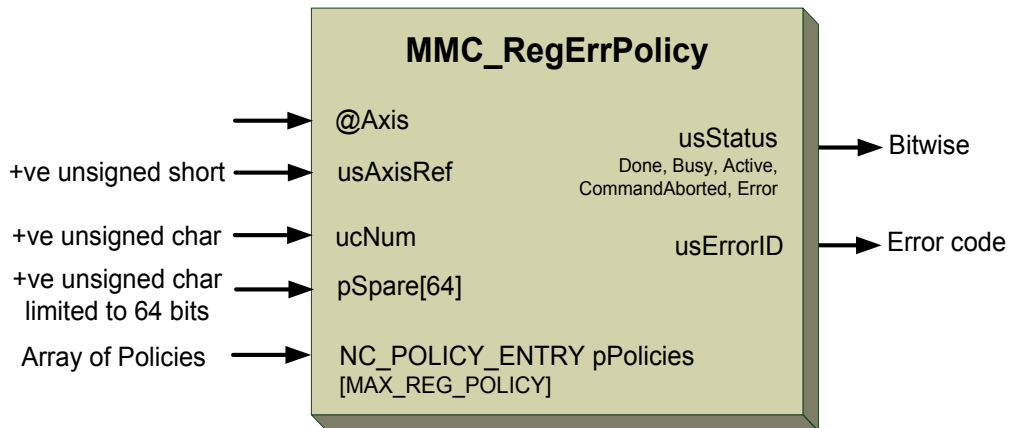 MMC_RegErrPolicy
@Axis
+ve unsigned short
usAxisRef
+ve unsigned char
ucNum
+ve unsigned char
limited to 64 bits
pSpare[64]
Array of Policies
NC_POLICY_ENTRY pPolicies
[MAX_REG_POLICY]
usStatus
Done, Busy, Active,
CommandAborted, Error
Bitwise
usErrorID
Error code